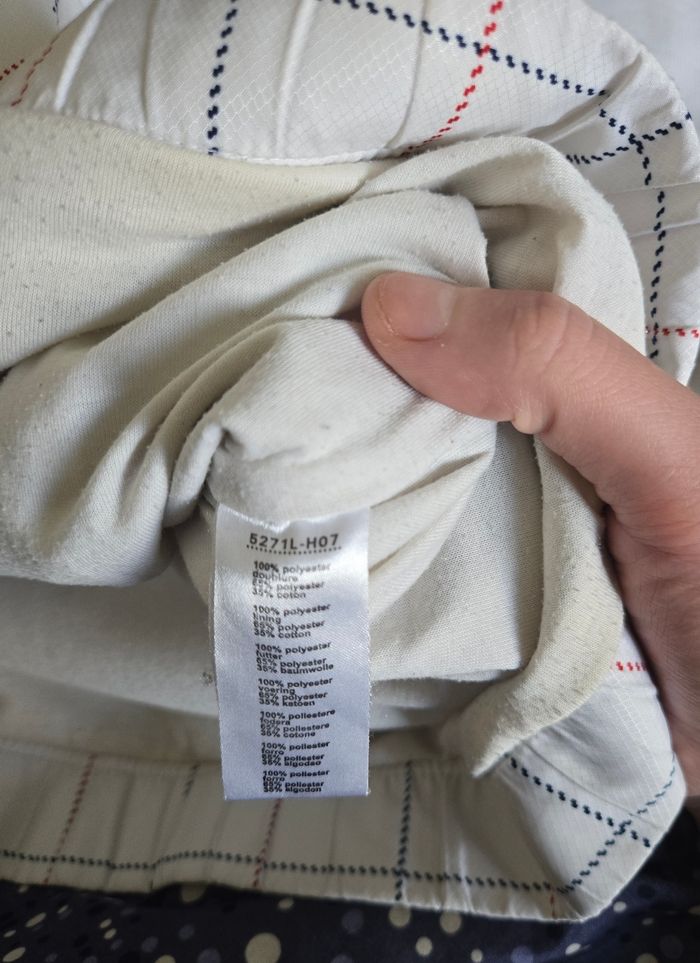 5271L-H07
100% polyester
doublure
65% polyester
35% coton
100% polyester
lining
65% polyester
35% cotton
100% polyester
futter
65% polyester
35% baumwolle
100% polyester
voering
65% polyester
35% katoen
100% poliestere
fodera
65% poliestere
35% cotone
100% poliester
forro
65% poliester
35% algodao
100% poliester
forro
65% poliester
35% algodon